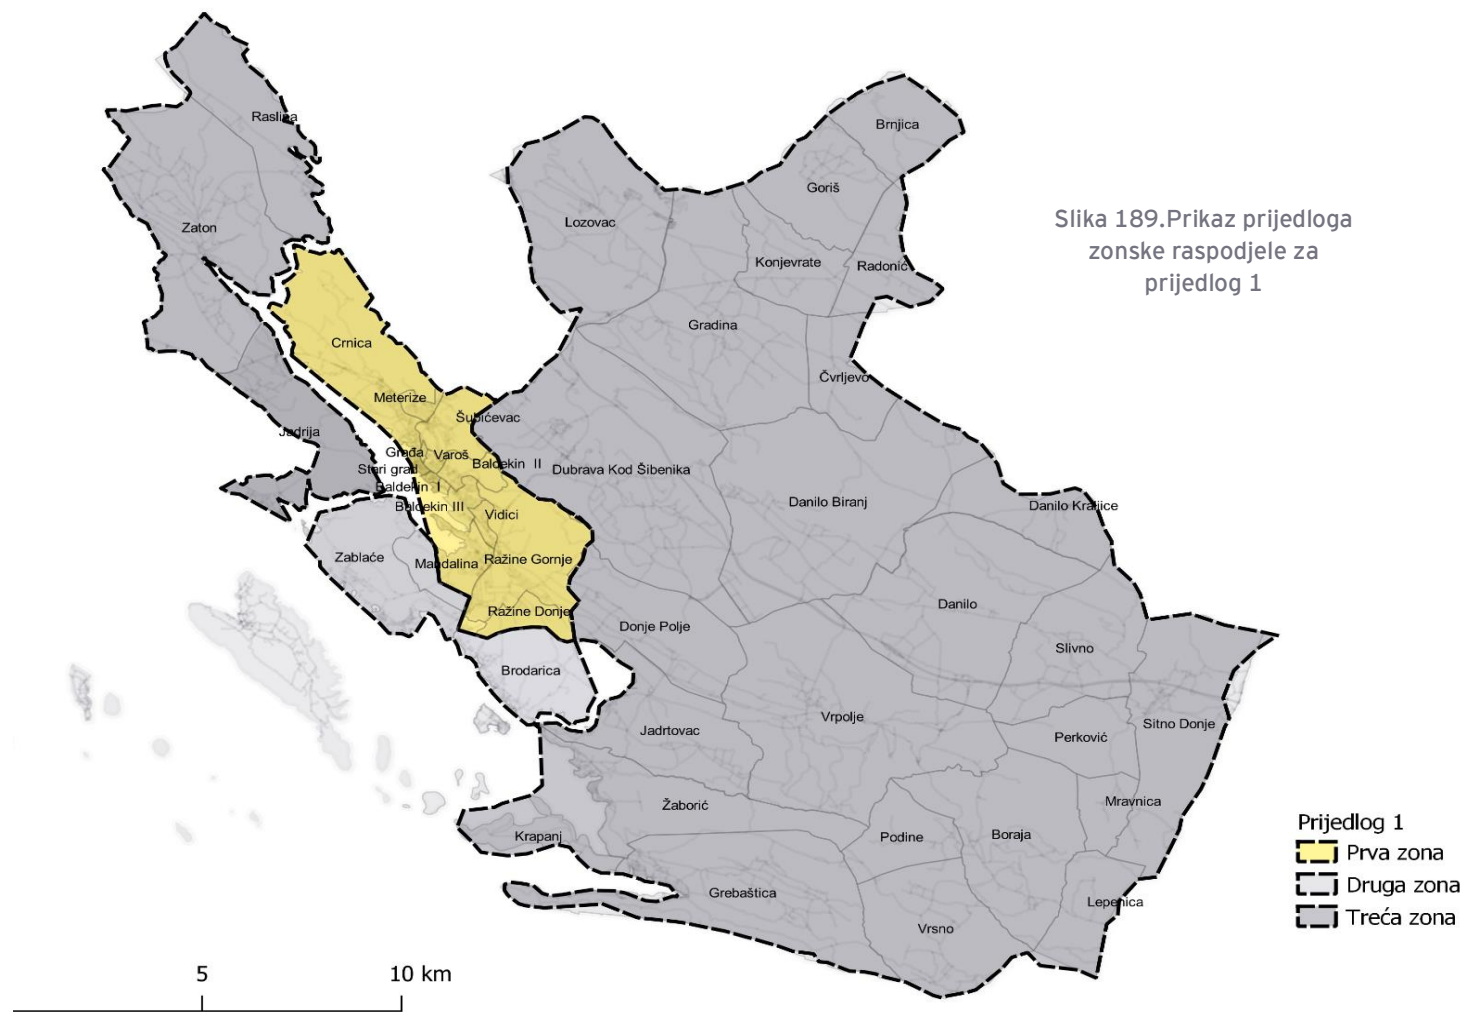 Raslina
Brnjica
Goriš
Lozovac
Zaton
Slika 189.Prikaz prijedloga
zonske raspodjele za
prijedlog 1
Konjevrate
Radonić
Gradina
Crnica
Čvrljevo
Meterize
Šubićevac
Jadrija
Građa
Varoš
Stari grad
Baldekin II
Dubrava Kod Šibenika
Baldekin I
Baldekin III
Danilo Biranj
Danilo Kraljice
Vidici
Zablaće
Mandalina
Ražine Gornje
Danilo
Ražine Donje
Donje Polje
Slivno
Brodarica
Vrpolje
Sitno Donje
Jadrtovac
Perković
Žaborić
Mravnica
Krapanj
Podine
Boraja
Grebaštica
Lepenica
Vrsno
Prijedlog 1
Prva zona
Druga zona
Treća zona
5
10 km